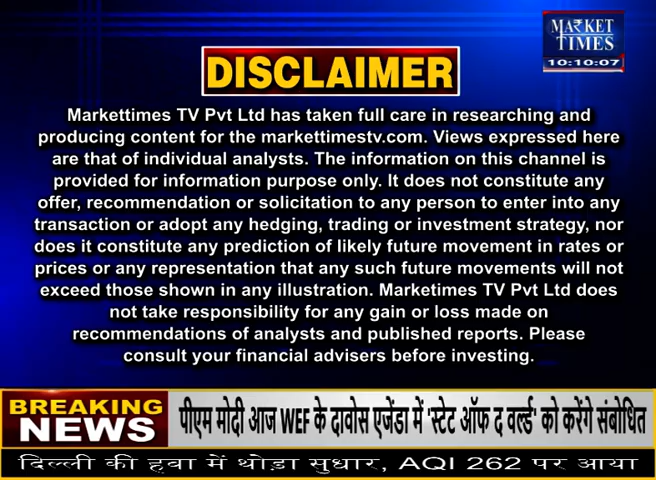 MARKET
TIMES
10:10:07
DISCLAIMER
Markettimes TV Pvt Ltd has taken full care in researching and
producing content for the markettimestv.com. Views expressed here
are that of individual analysts. The information on this channel is
provided for information purpose only. It does not constitute any
offer, recommendation or solicitation to any person to enter into any
transaction or adopt any hedging, trading or investment strategy, nor
does it constitute any prediction of likely future movement in rates or
prices or any representation that any such future movements will not
exceed those shown in any illustration. Marketimes TV Pvt Ltd does
not take responsibility for any gain or loss made on
recommendations of analysts and published reports. Please
consult your financial advisers before investing.
BREAKING
NEWS
पीएम मोदी आज WEF के दावोस एजेंडा में 'स्टेट ऑफ द वर्ल्ड' को करेंगे संबोधित
दिल्ली की हवा में थोड़ा सुधार, AQI 262 पर आया